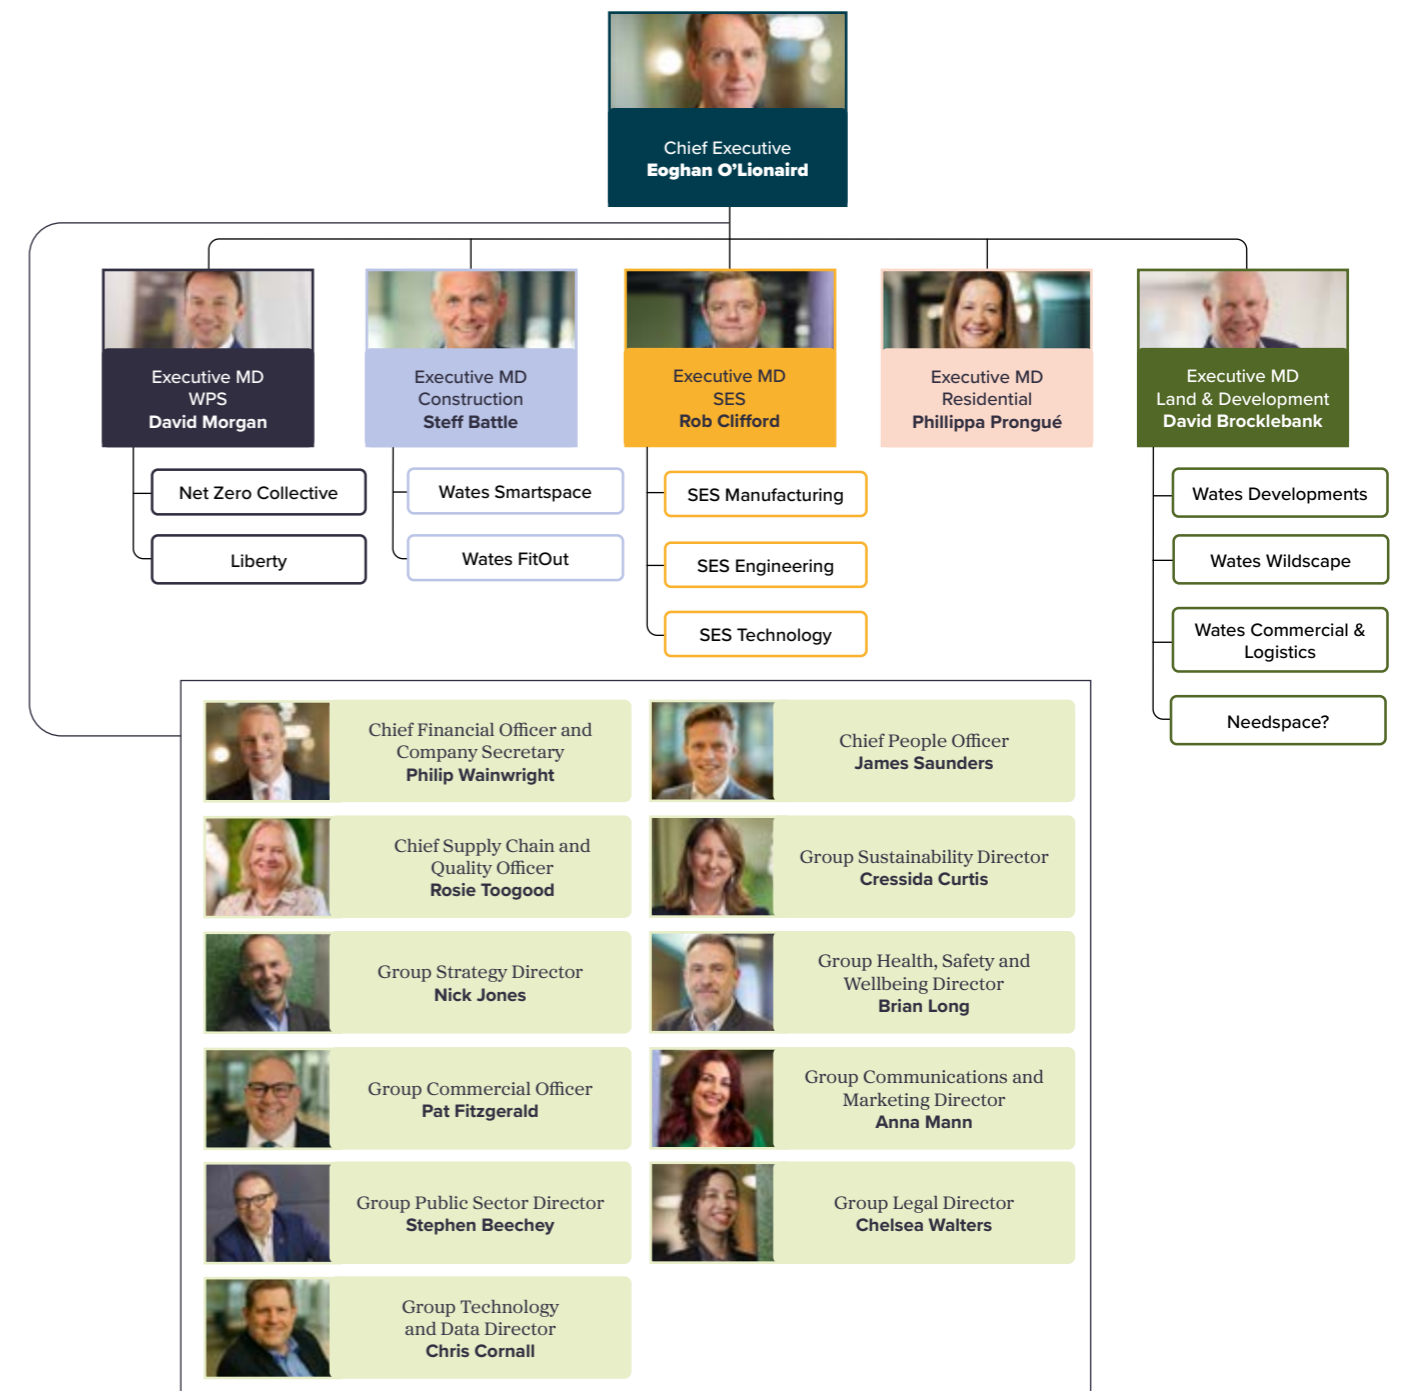 Chief Executive
Eoghan O'Lionaird
Executive MD
WPS
David Morgan
Executive MD
Construction
Steff Battle
Executive MD
SES
Rob Clifford
Executive MD
Residential
Phillippa Prongué
Executive MD
Land & Development
David Brocklebank
Net Zero Collective
Liberty
Wates Smartspace
Wates FitOut
SES Manufacturing
SES Engineering
SES Technology
Wates Developments
Wates Wildscape
Wates Commercial &
Logistics
Needspace?
Chief Financial Officer and
Company Secretary
Philip Wainwright
Chief People Officer
James Saunders
Chief Supply Chain and
Quality Officer
Rosie Toogood
Group Sustainability Director
Cressida Curtis
Group Strategy Director
Nick Jones
Group Health, Safety and
Wellbeing Director
Brian Long
Group Commercial Officer
Pat Fitzgerald
Group Communications and
Marketing Director
Anna Mann
Group Public Sector Director
Stephen Beechey
Group Legal Director
Chelsea Walters
Group Technology
and Data Director
Chris Cornall